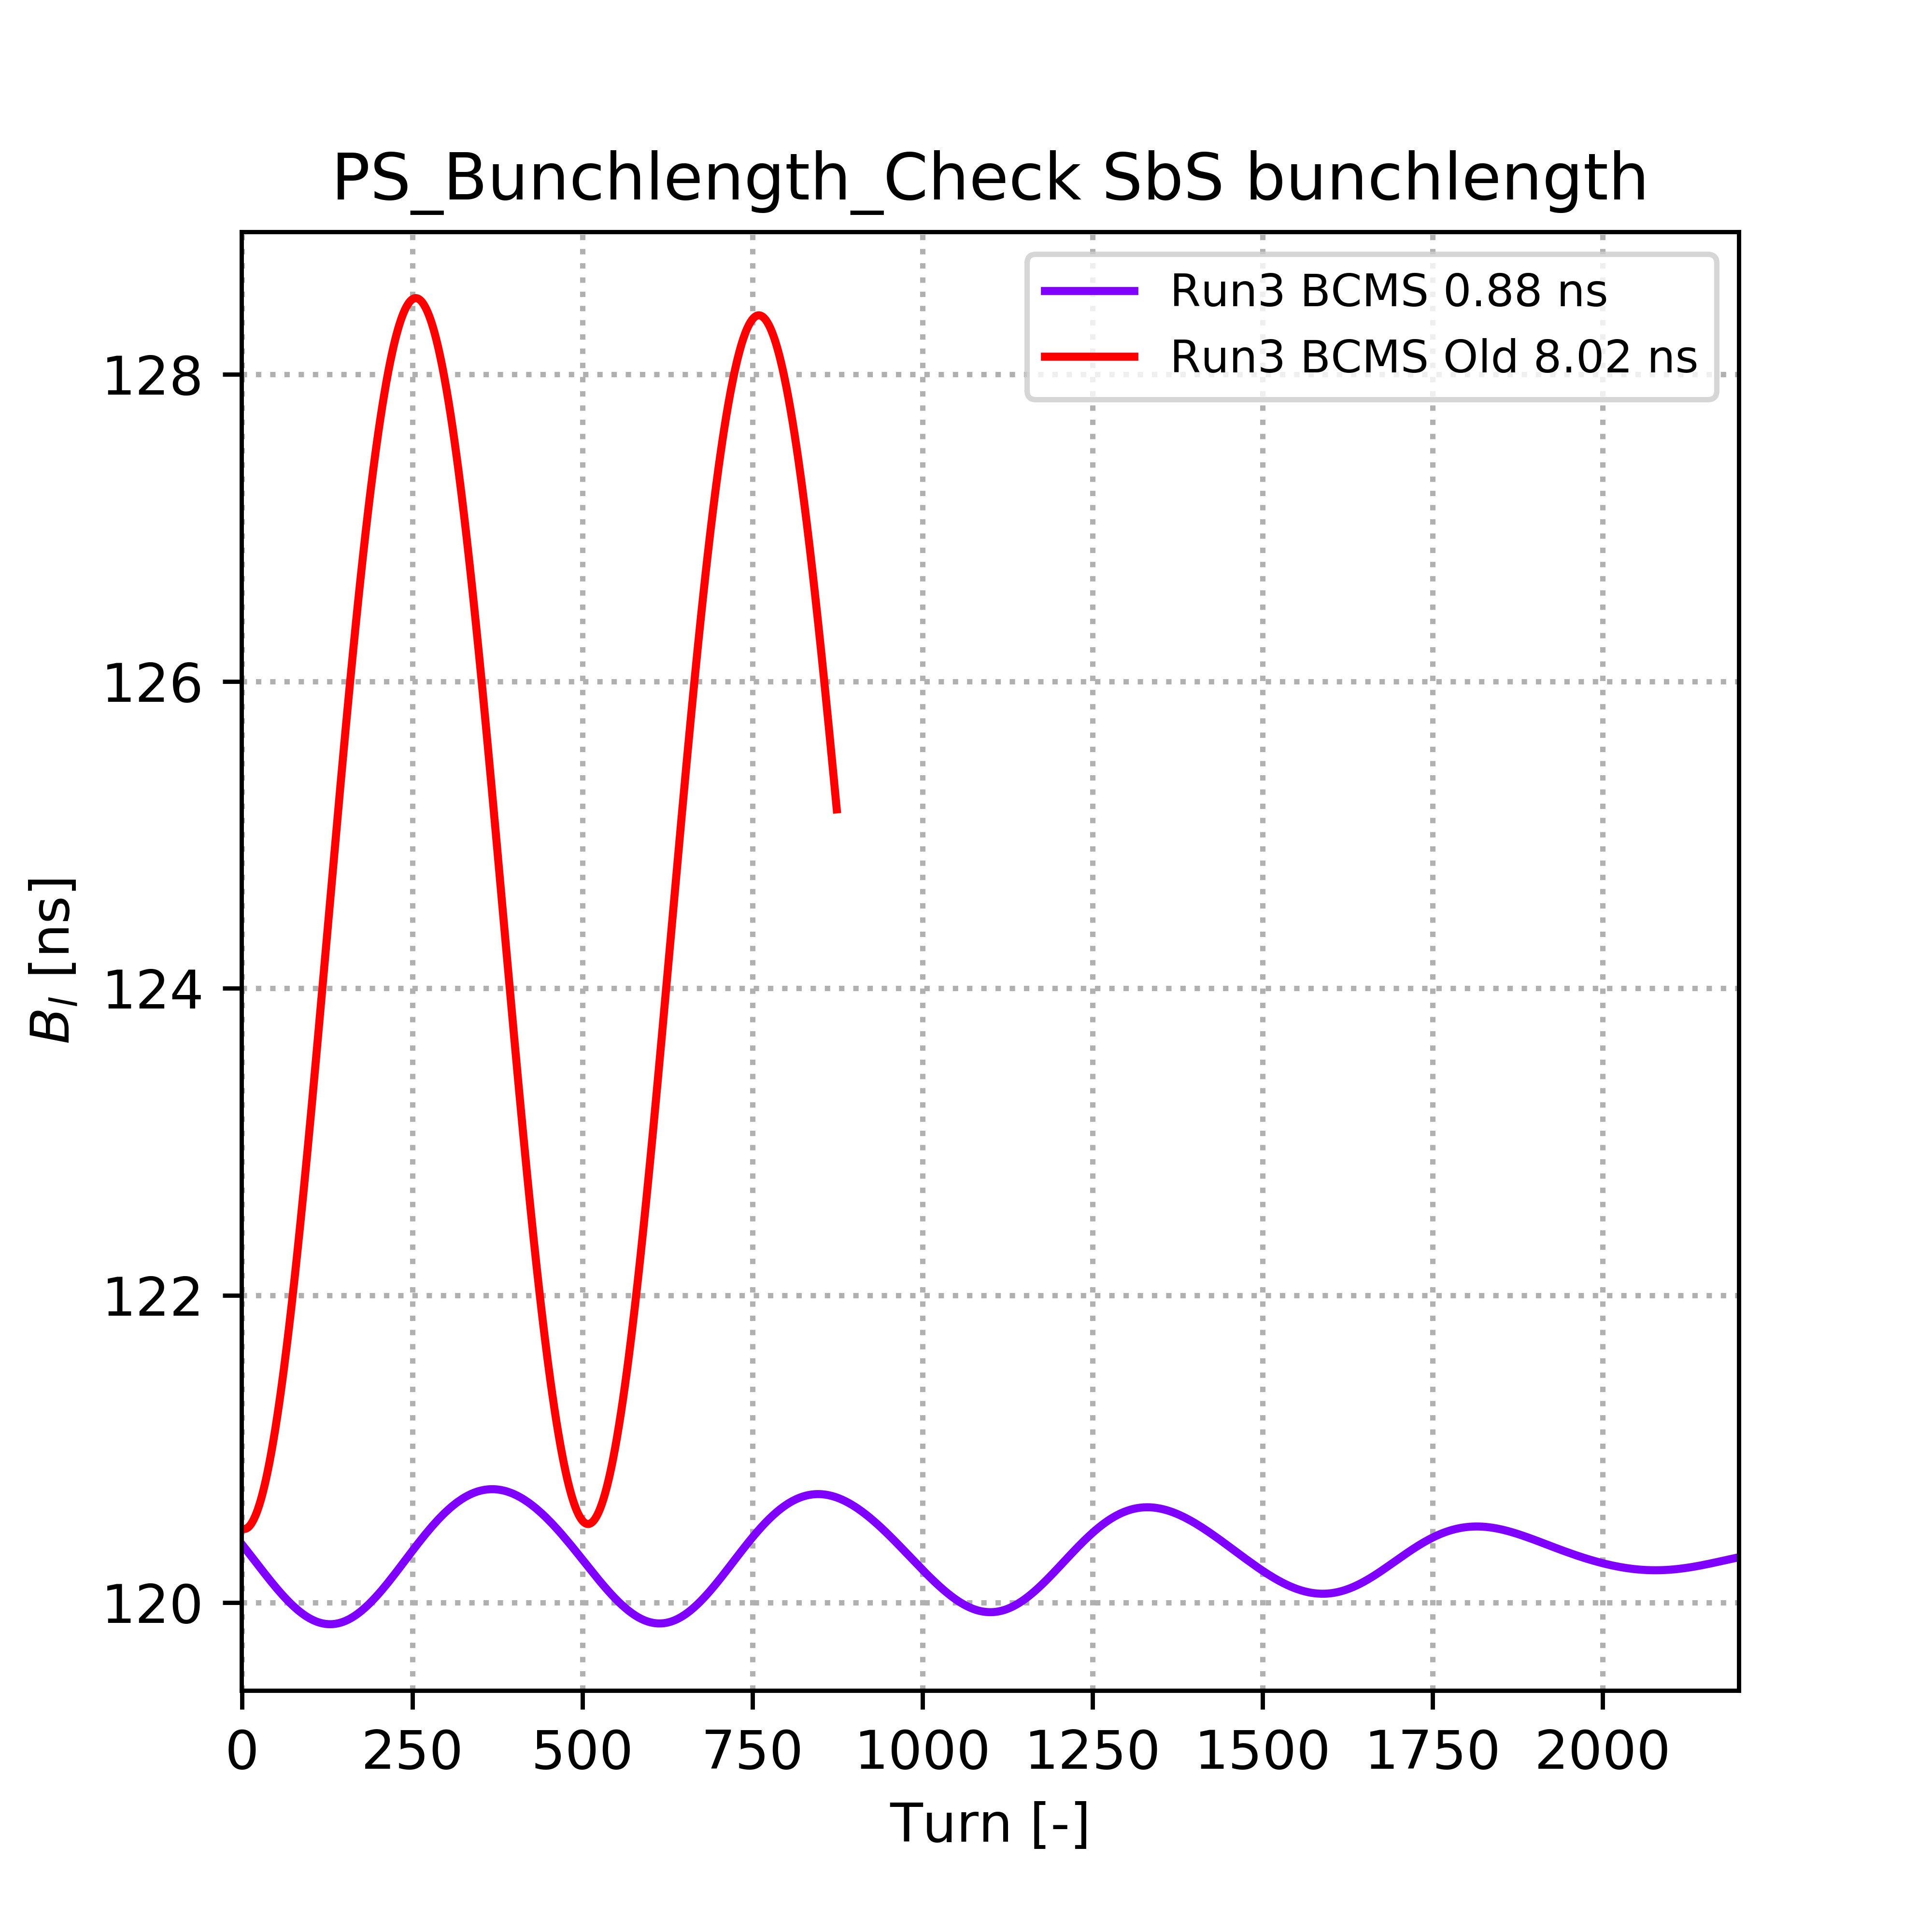 PS_Bunchlength_Check SbS bunchlength
Run3 BCMS 0.88 ns
Run3 BCMS Old 8.02 ns
128
126
124
122
120
B_l [ns]
0 250 500 750 1000 1250 1500 1750 2000
Turn [-]